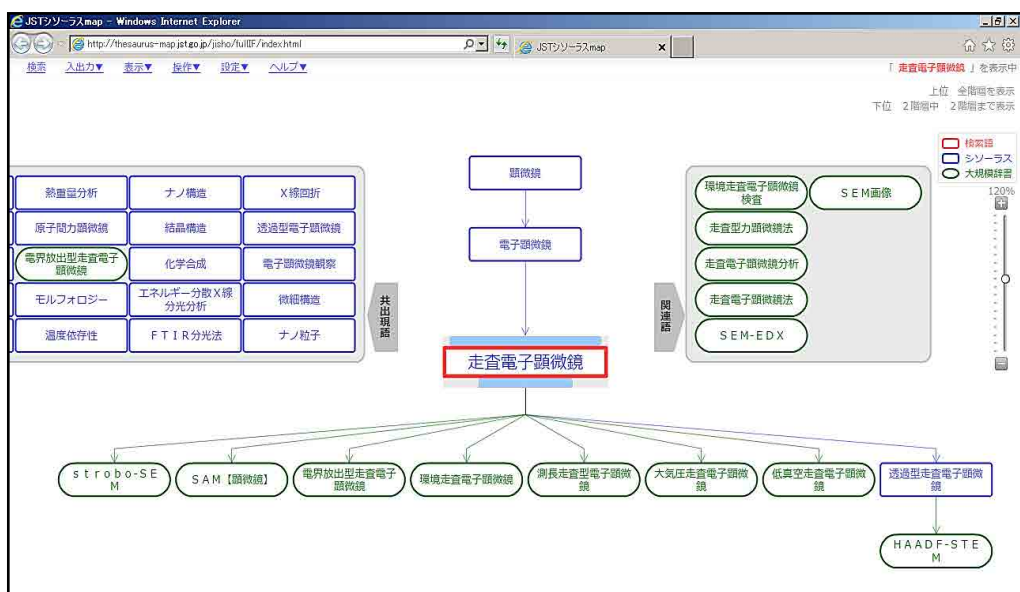 JSTシソーラスmap - Windows Internet Explorer
http://thesaurus-map.jst.go.jp/jisho/fullIF/index.html
JSTシソーラスmap
検索 入出力▼ 表示▼ 操作▼ 設定▼ ヘルプ▼
「 走査電子顕微鏡 」を表示中
上位 全階層を表示
下位 2階層中 2階層まで表示
検索語
シソーラス
大規模辞書
120%
熱重量分析
ナノ構造
X線回折
原子間力顕微鏡
結晶構造
透過型電子顕微鏡
電界放出型走査電子
顕微鏡
化学合成
電子顕微鏡観察
モルフォロジー
エネルギー分散X線
分光分析
微細構造
温度依存性
FTIR分光法
ナノ粒子
共出現語
顕微鏡
電子顕微鏡
走査電子顕微鏡
関連語
環境走査電子顕微鏡
検査
SEM画像
走査型力顕微鏡法
走査電子顕微鏡分析
走査電子顕微鏡法
SEM-EDX
strobo-SE
M
SAM【顕微鏡】
電界放出型走査電子
顕微鏡
環境走査電子顕微鏡
測長走査型電子顕微
鏡
大気圧走査電子顕微
鏡
低真空走査電子顕微
鏡
透過型走査電子顕微
鏡
HAADF-STE
M